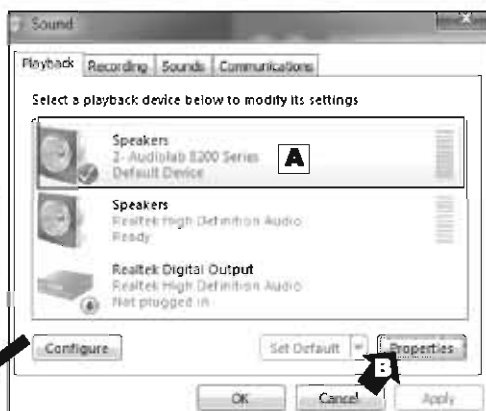 Sound
Playback Recording Sounds Communications
Select a playback device below to modify its settings
Speakers
2- Audiolab 8200 Series
Default Device
A
Speakers
Realtek High Definition Audio
Ready
Realtek Digital Output
Realtek High Definition Audio
Not plugged in
Configure Set Default Properties
B
OK Cancel Apply